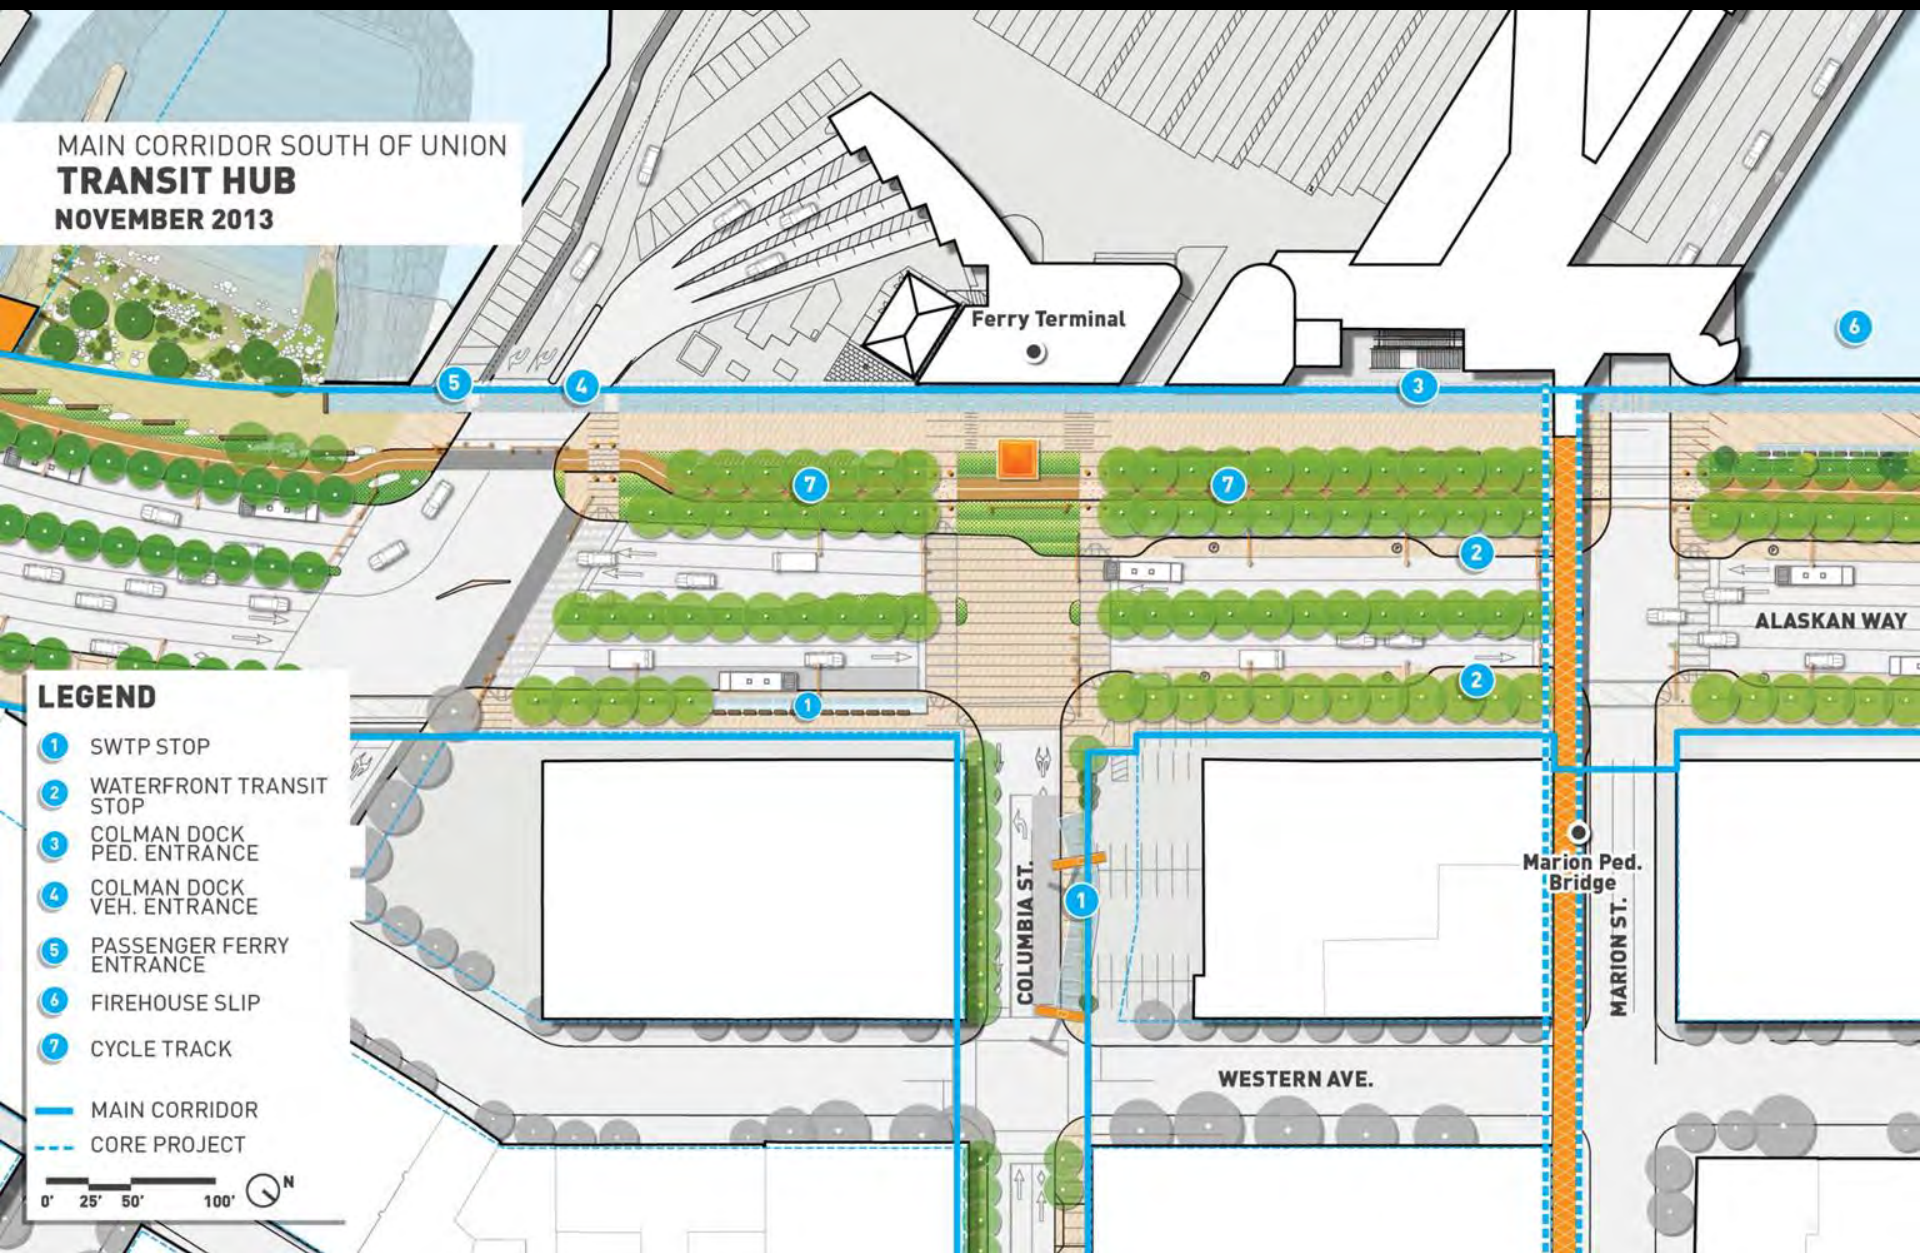 MAIN CORRIDOR SOUTH OF UNION
TRANSIT HUB
NOVEMBER 2013
Ferry Terminal
6
5
4
3
7
7
2
ALASKAN WAY
2
1
LEGEND
1 SWTP STOP
2 WATERFRONT TRANSIT
STOP
3 COLMAN DOCK
PED. ENTRANCE
4 COLMAN DOCK
VEH. ENTRANCE
5 PASSENGER FERRY
ENTRANCE
6 FIREHOUSE SLIP
7 CYCLE TRACK
MAIN CORRIDOR
CORE PROJECT
0' 25' 50' 100'
N
COLUMBIA ST.
1
Marion Ped.
Bridge
MARION ST.
WESTERN AVE.